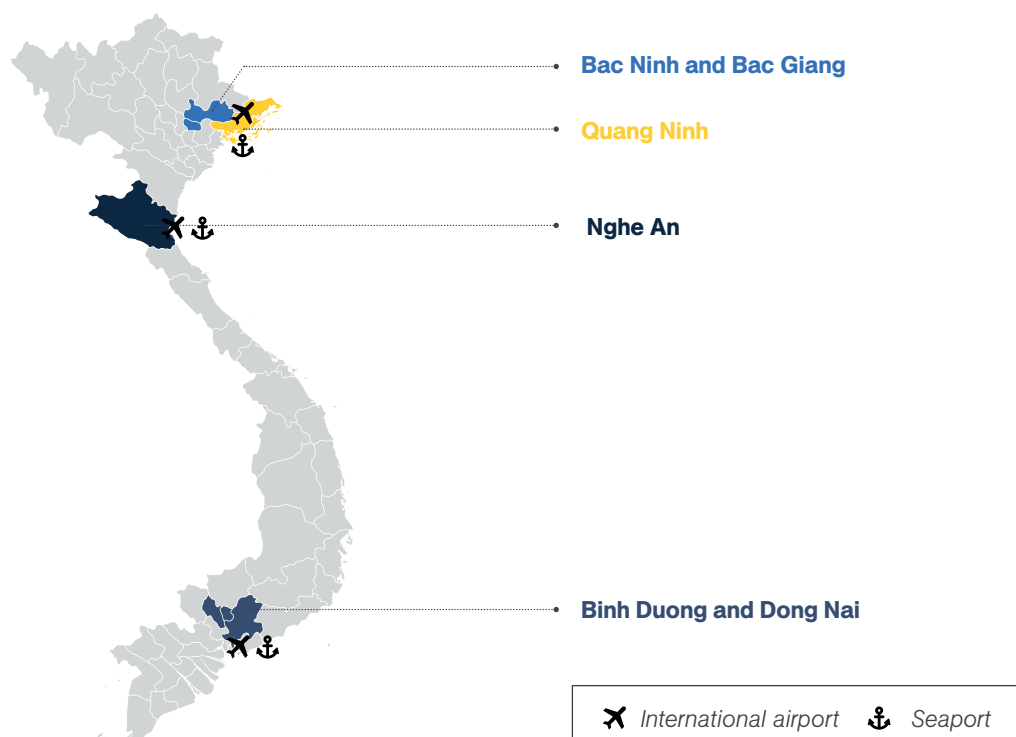 Bac Ninh and Bac Giang
Quang Ninh
Nghe An
Binh Duong and Dong Nai
International airport
Seaport